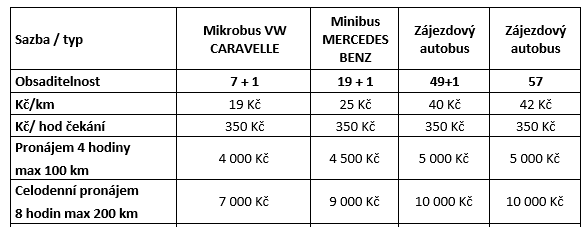 Sazba / typ Mikrobus VW CARAVELLE Minibus MERCEDES BENZ Zájezdový autobus Zájezdový autobus
Obsaditelnost 7 + 1 19 + 1 49+1 57
Kč/km 19 Kč 25 Kč 40 Kč 42 Kč
Kč/ hod čekání 350 Kč 350 Kč 350 Kč 350 Kč
Pronájem 4 hodiny max 100 km 4 000 Kč 4 500 Kč 5 000 Kč 5 000 Kč
Celodenní pronájem 8 hodin max 200 km 7 000 Kč 9 000 Kč 10 000 Kč 10 000 Kč